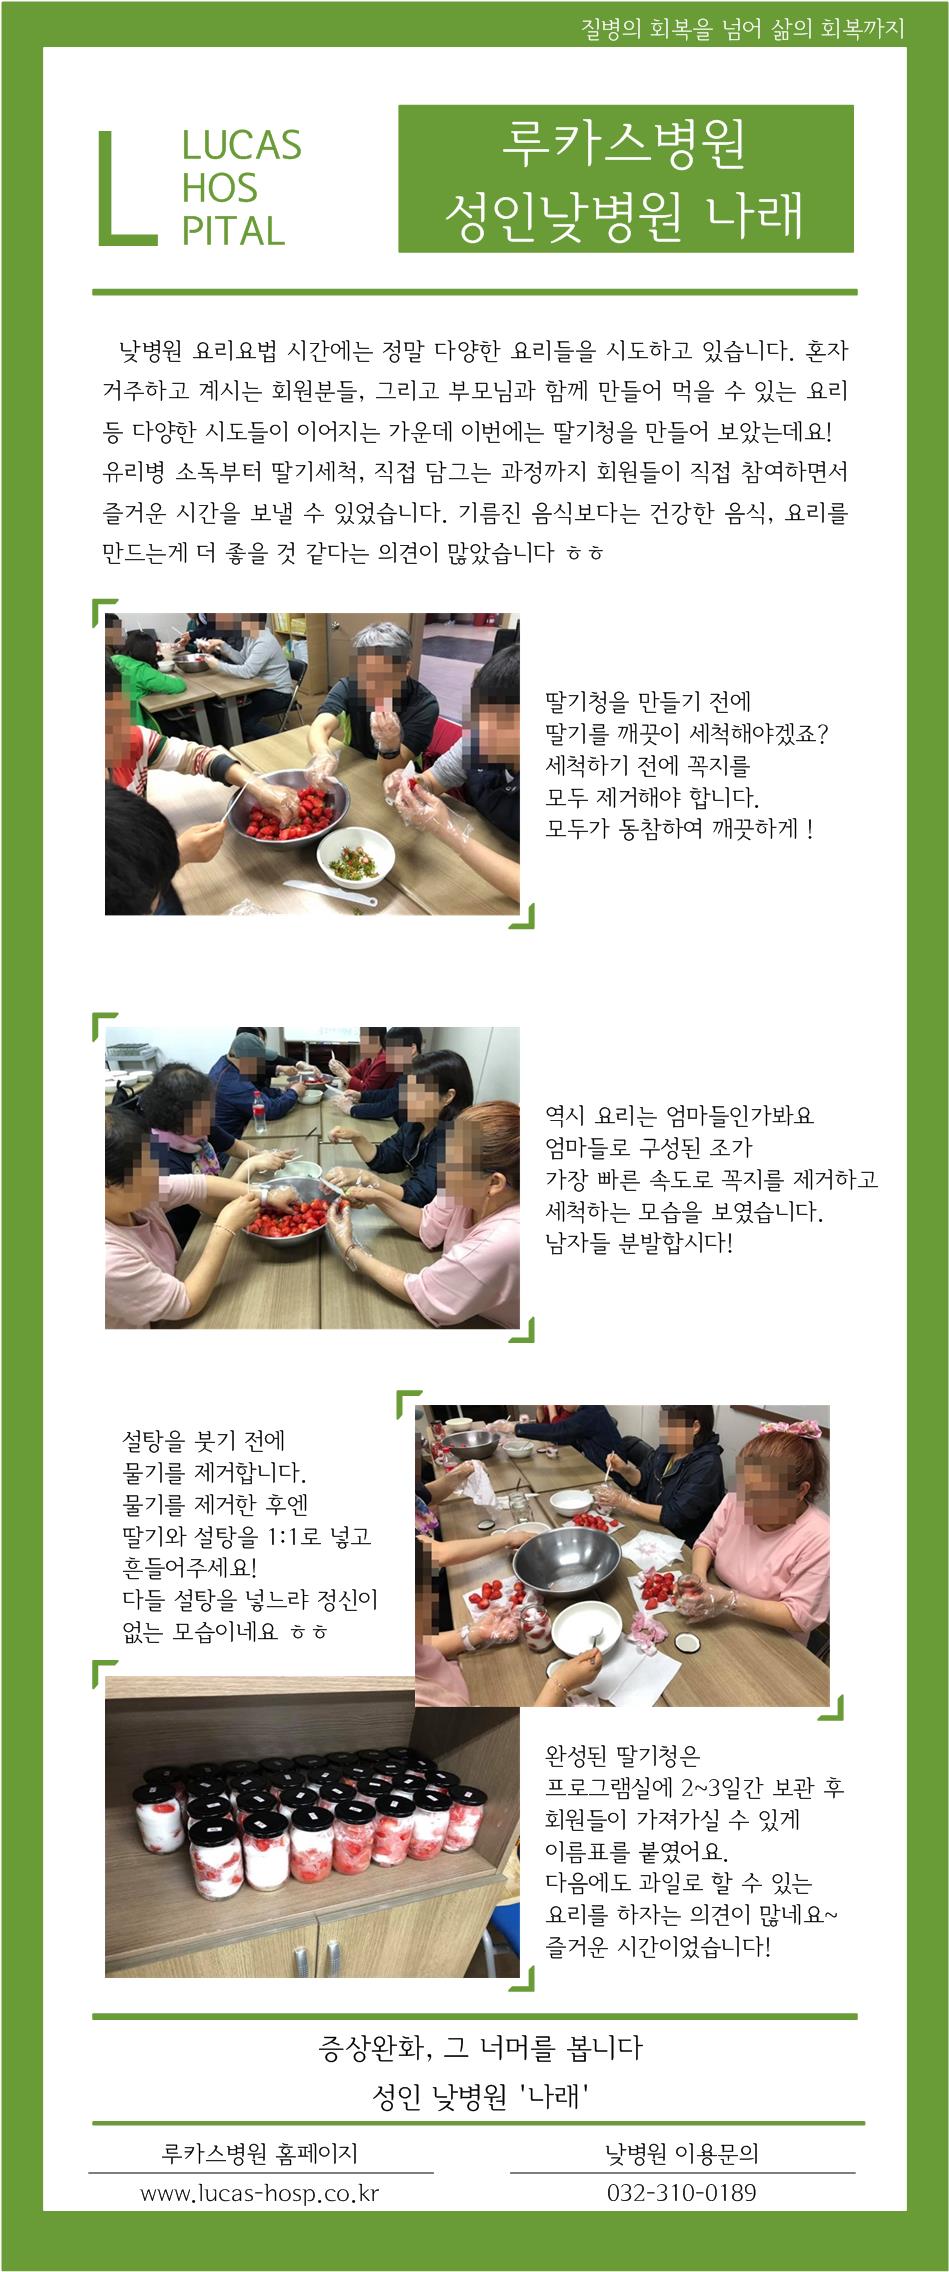 질병의 회복을 넘어 삶의 회복까지
L
LUCAS
HOS
PITAL
루카스병원
성인낮병원 나래
낮병원 요리요법 시간에는 정말 다양한 요리들을 시도하고 있습니다. 혼자
거주하고 계시는 회원분들, 그리고 부모님과 함께 만들어 먹을 수 있는 요리
등 다양한 시도들이 이어지는 가운데 이번에는 딸기청을 만들어 보았는데요!
유리병 소독부터 딸기세척, 직접 담그는 과정까지 회원들이 직접 참여하면서
즐거운 시간을 보낼 수 있었습니다. 기름진 음식보다는 건강한 음식, 요리를
만드는게 더 좋을 것 같다는 의견이 많았습니다 ㅎㅎ
딸기청을 만들기 전에
딸기를 깨끗이 세척해야겠죠?
세척하기 전에 꼭지를
모두 제거해야 합니다.
모두가 동참하여 깨끗하게 !
역시 요리는 엄마들인가봐요
엄마들로 구성된 조가
가장 빠른 속도로 꼭지를 제거하고
세척하는 모습을 보였습니다.
남자들 분발합시다!
설탕을 붓기 전에
물기를 제거합니다.
물기를 제거한 후엔
딸기와 설탕을 1:1로 넣고
흔들어주세요!
다들 설탕을 넣느랴 정신이
없는 모습이네요 ㅎㅎ
완성된 딸기청은
프로그램실에 2~3일간 보관 후
회원들이 가져가실 수 있게
이름표를 붙였어요.
다음에도 과일로 할 수 있는
요리를 하자는 의견이 많네요~
즐거운 시간이었습니다!
증상완화, 그 너머를 봅니다
성인 낮병원 '나래'
루카스병원 홈페이지
www.lucas-hosp.co.kr
낮병원 이용문의
032-310-0189